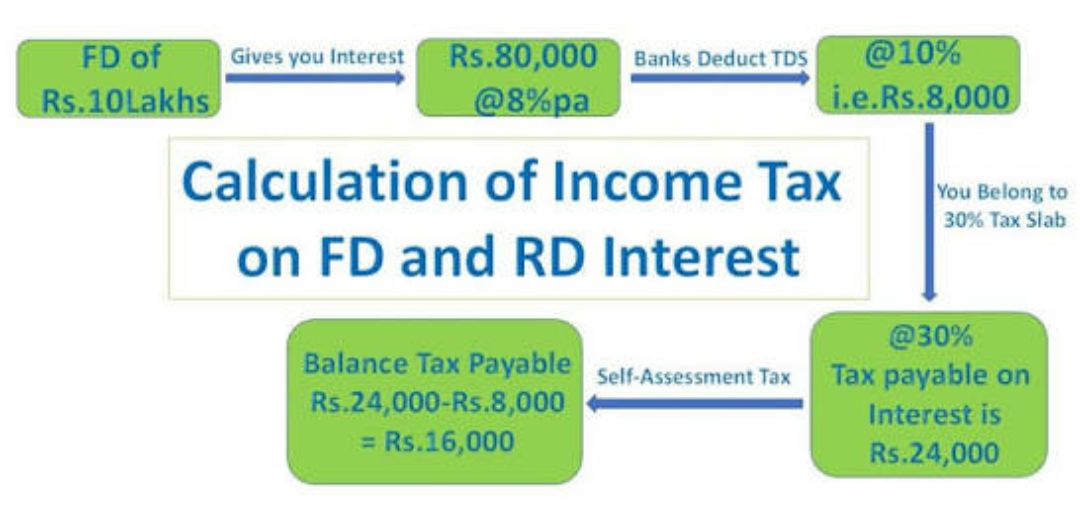 FD of
Rs.10Lakhs
Gives you Interest
Rs.80,000
@8%pa
Banks Deduct TDS
@10%
i.e.Rs.8,000
Calculation of Income Tax
on FD and RD Interest
You Belong to
30% Tax Slab
@30%
Tax payable on
Interest is
Rs.24,000
Self-Assessment Tax
Balance Tax Payable
Rs.24,000-Rs.8,000
= Rs.16,000